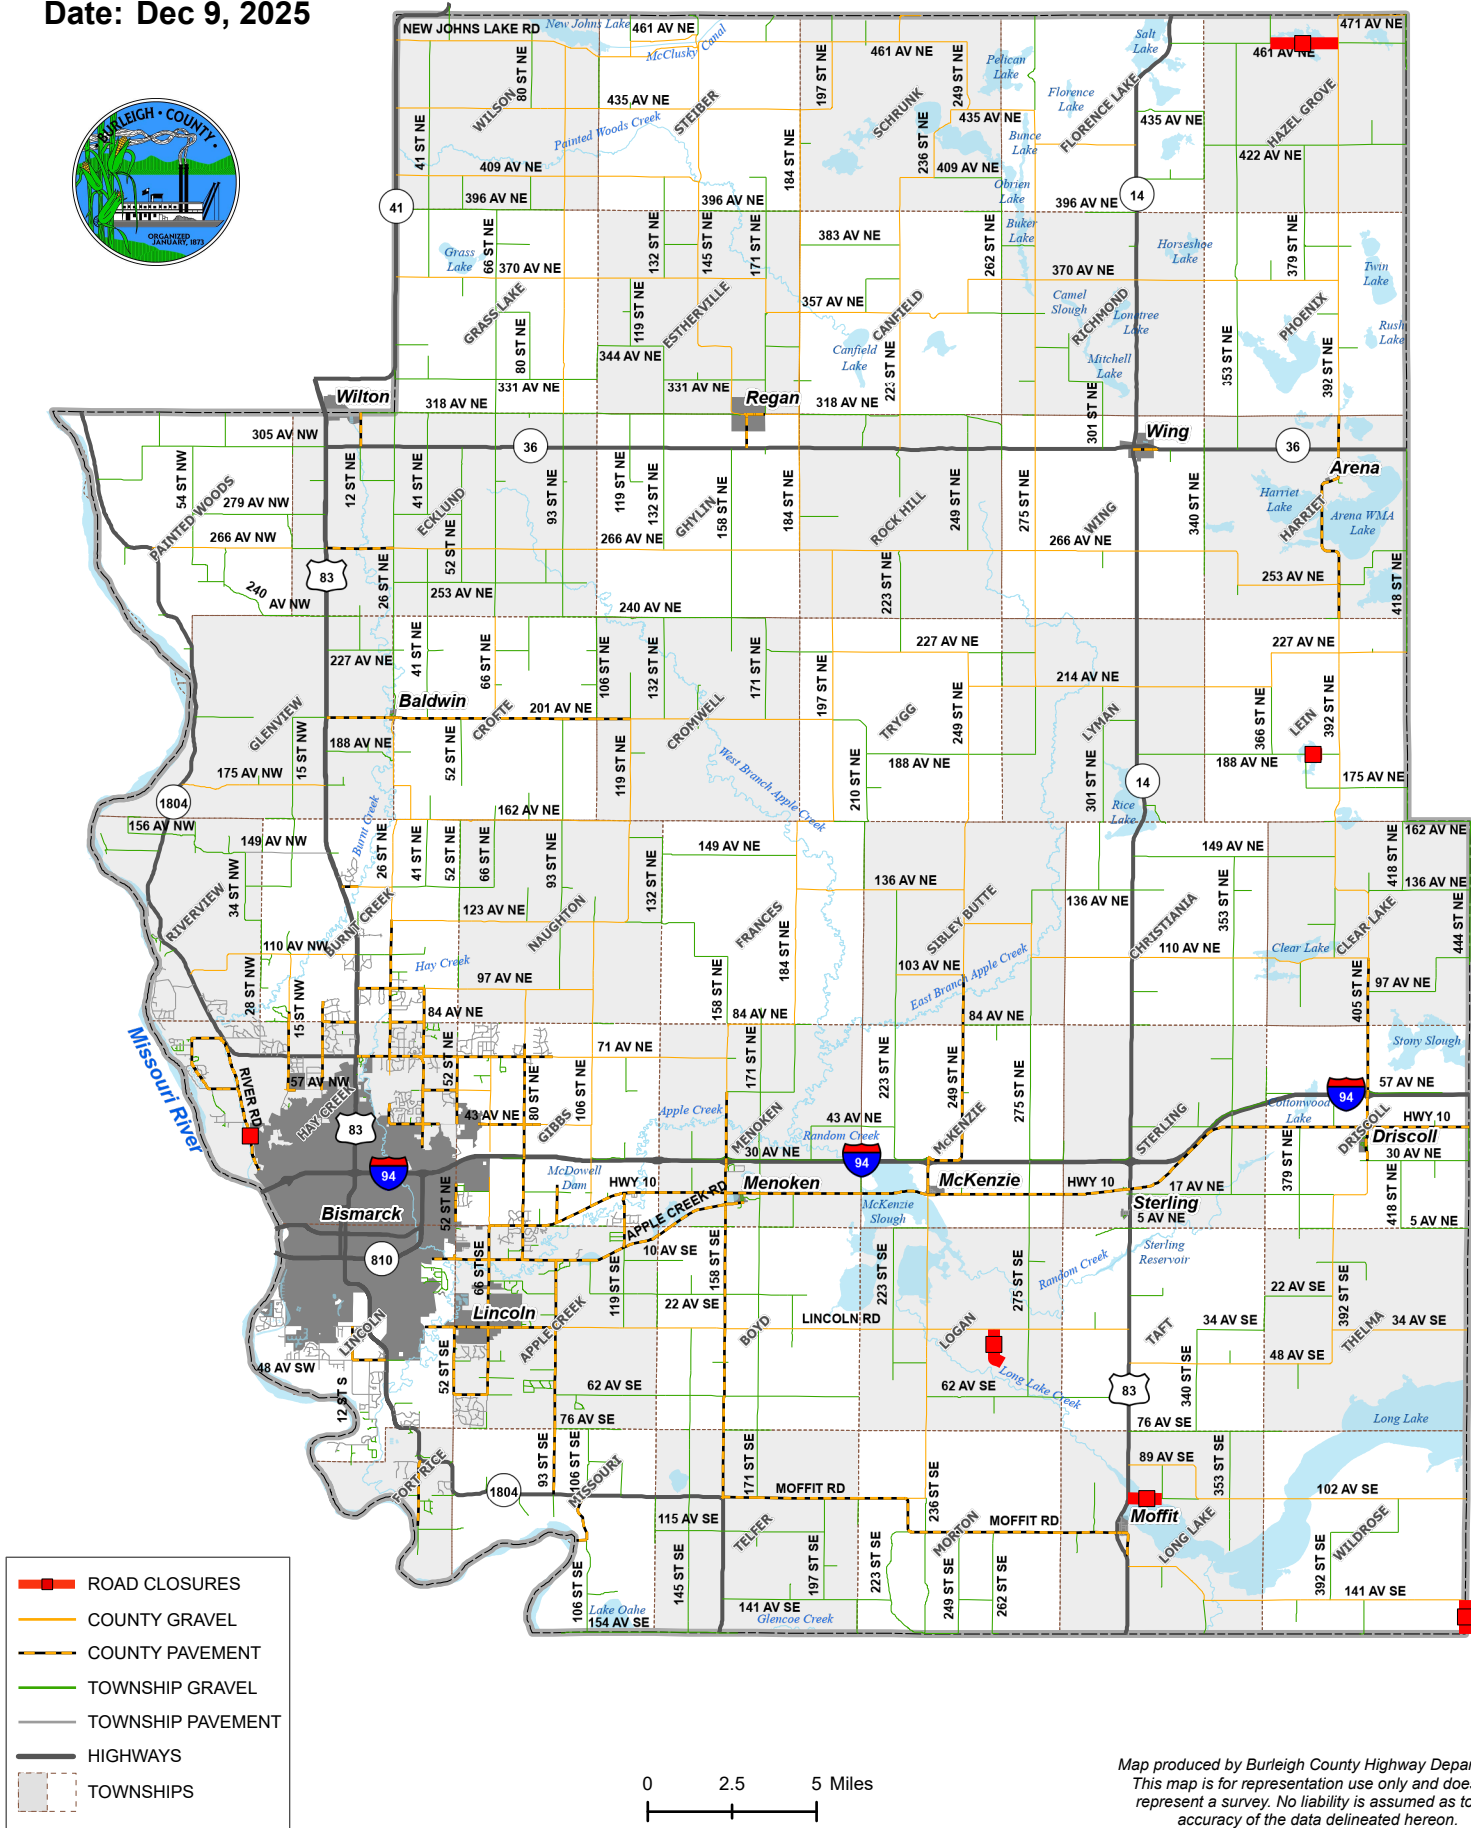 Date: Dec 9, 2025
BURLEIGH · COUNTY
ORGANIZED
JANUARY, 1873
NEW JOHNS LAKE RD
New Johns Lake
461 AV NE
McClusky Canal
471 AV NE
461 AV NE
461 AV NE
Salt
Lake
Pelican
Lake
80 ST NE
197 ST NE
249 ST NE
WILSON
STEIBER
SCHRUNK
FLORENCE LAKE
HAZEL GROVE
435 AV NE
Florence
Lake
435 AV NE
435 AV NE
Painted Woods Creek
41 ST NE
184 ST NE
236 ST NE
Bunce
Lake
422 AV NE
409 AV NE
409 AV NE
396 AV NE
396 AV NE
Obrien
Lake
396 AV NE
41
14
66 ST NE
132 ST NE
145 ST NE
171 ST NE
383 AV NE
262 ST NE
Buker
Lake
Horseshoe
Lake
379 ST NE
Grass
Lake
370 AV NE
370 AV NE
Twin
Lake
GRASS LAKE
119 ST NE
ESTHERVILLE
357 AV NE
CANFIELD
Camel
Slough
RICHMOND
Lonetree
Lake
PHOENIX
Rush
Lake
80 ST NE
344 AV NE
Canfield
Lake
223 ST NE
Mitchell
Lake
353 ST NE
392 ST NE
331 AV NE
331 AV NE
Wilton
318 AV NE
Regan
318 AV NE
301 ST NE
Wing
305 AV NW
36
36
Arena
54 ST NW
12 ST NE
41 ST NE
93 ST NE
119 ST NE
132 ST NE
158 ST NE
184 ST NE
249 ST NE
275 ST NE
340 ST NE
PAINTED WOODS
279 AV NW
ECKLUND
GHYLIN
ROCK HILL
WING
Harriet
Lake
HARRIET
Arena WMA
Lake
266 AV NW
52 ST NE
266 AV NE
266 AV NE
83
26 ST NE
253 AV NE
223 ST NE
253 AV NE
418 ST NE
240
AV NW
240 AV NE
227 AV NE
41 ST NE
66 ST NE
106 ST NE
132 ST NE
171 ST NE
197 ST NE
227 AV NE
227 AV NE
214 AV NE
Baldwin
201 AV NE
GLENVIEW
15 ST NW
CROFTE
CROMWELL
TRYGG
249 ST NE
LYMAN
366 ST NE
LEIN
392 ST NE
188 AV NE
52 ST NE
119 ST NE
West Branch Apple Creek
188 AV NE
188 AV NE
175 AV NW
175 AV NE
1804
162 AV NE
210 ST NE
301 ST NE
14
Rice
Lake
156 AV NW
Burnt Creek
149 AV NW
26 ST NE
41 ST NE
52 ST NE
66 ST NE
93 ST NE
132 ST NE
149 AV NE
149 AV NE
418 ST NE
162 AV NE
136 AV NE
136 AV NE
136 AV NE
34 ST NW
RIVERVIEW
BURNT CREEK
123 AV NE
NAUGHTON
FRANCES
184 ST NE
SIBLEY BUTTE
CHRISTIANIA
353 ST NE
CLEAR LAKE
444 ST NE
110 AV NW
110 AV NE
Clear Lake
28 ST NW
15 ST NW
Hay Creek
97 AV NE
158 ST NE
103 AV NE
East Branch Apple Creek
405 ST NE
97 AV NE
84 AV NE
84 AV NE
84 AV NE
Missouri River
52 ST NE
71 AV NE
171 ST NE
223 ST NE
249 ST NE
275 ST NE
Stony Slough
RIVER RD
57 AV NW
94
57 AV NE
HAY CREEK
43 AV NE
80 ST NE
106 ST NE
GIBBS
Apple Creek
MENOKEN
43 AV NE
Random Creek
McKENZIE
STERLING
Cottonwood
Lake
DRISCOLL
HWY 10
Driscoll
83
94
30 AV NE
94
379 ST NE
30 AV NE
McDowell
Dam
HWY 10
Menoken
McKenzie
HWY 10
17 AV NE
52 ST NE
APPLE CREEK RD
McKenzie
Slough
Sterling
5 AV NE
418 ST NE
5 AV NE
Bismarck
810
66 ST SE
10 AV SE
158 ST SE
223 ST SE
275 ST SE
Random Creek
Sterling
Reservoir
119 ST SE
22 AV SE
22 AV SE
392 ST SE
Lincoln
LINCOLN
APPLE CREEK
BOYD
LINCOLN RD
LOGAN
TAFT
34 AV SE
THELMA
34 AV SE
48 AV SW
52 ST SE
Long Lake Creek
48 AV SE
340 ST SE
12 ST S
62 AV SE
62 AV SE
83
76 AV SE
76 AV SE
Long Lake
FORT RICE
93 ST SE
106 ST SE
MISSOURI
171 ST SE
236 ST SE
89 AV SE
353 ST SE
1804
MOFFIT RD
102 AV SE
115 AV SE
TELFER
MORTON
MOFFIT RD
Moffit
LONG LAKE
WILDROSE
106 ST SE
145 ST SE
197 ST SE
223 ST SE
249 ST SE
262 ST SE
392 ST SE
141 AV SE
Lake Oahe
154 AV SE
141 AV SE
Glencoe Creek
ROAD CLOSURES
COUNTY GRAVEL
COUNTY PAVEMENT
TOWNSHIP GRAVEL
TOWNSHIP PAVEMENT
HIGHWAYS
TOWNSHIPS
0 2.5 5 Miles
Map produced by Burleigh County Highway Depar
This map is for representation use only and doe
represent a survey. No liability is assumed as to
accuracy of the data delineated hereon.